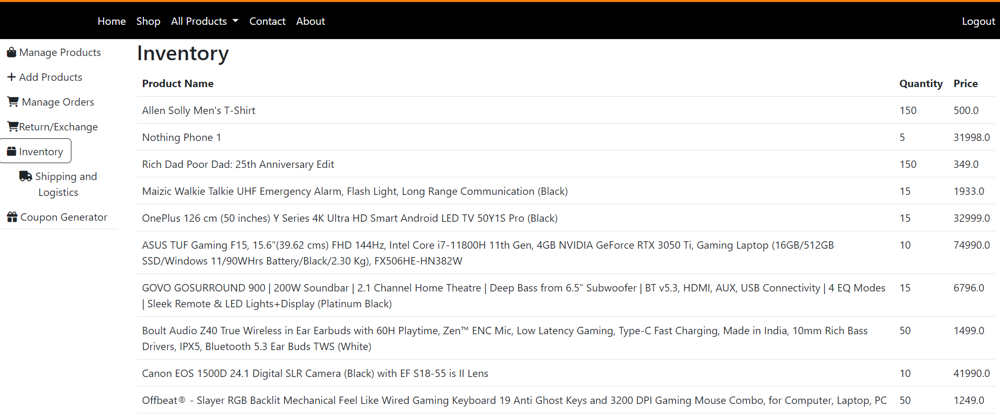 Home Shop All Products Contact About Logout
Manage Products
Add Products
Manage Orders
Return/Exchange
Inventory
Shipping and
Logistics
Coupon Generator
Inventory
Product Name Quantity Price
Allen Solly Men's T-Shirt 150 500.0
Nothing Phone 1 5 31998.0
Rich Dad Poor Dad: 25th Anniversary Edit 150 349.0
Maizic Walkie Talkie UHF Emergency Alarm, Flash Light, Long Range Communication (Black) 15 1933.0
OnePlus 126 cm (50 inches) Y Series 4K Ultra HD Smart Android LED TV 50Y1S Pro (Black) 15 32999.0
ASUS TUF Gaming F15, 15.6"(39.62 cms) FHD 144Hz, Intel Core i7-11800H 11th Gen, 4GB NVIDIA GeForce RTX 3050 Ti, Gaming Laptop (16GB/512GB 10 74990.0
SSD/Windows 11/90WHrs Battery/Black/2.30 Kg), FX506HE-HN382W
GOVO GOSURROUND 900 | 200W Soundbar | 2.1 Channel Home Theatre | Deep Bass from 6.5” Subwoofer | BT v5.3, HDMI, AUX, USB Connectivity | 4 EQ Modes 15 6796.0
| Sleek Remote & LED Lights+Display (Platinum Black)
Boult Audio Z40 True Wireless in Ear Earbuds with 60H Playtime, Zen™ ENC Mic, Low Latency Gaming, Type-C Fast Charging, Made in India, 10mm Rich Bass 50 1499.0
Drivers, IPX5, Bluetooth 5.3 Ear Buds TWS (White)
Canon EOS 1500D 24.1 Digital SLR Camera (Black) with EF S18-55 is II Lens 10 41990.0
Offbeat® - Slayer RGB Backlit Mechanical Feel Like Wired Gaming Keyboard 19 Anti Ghost Keys and 3200 DPI Gaming Mouse Combo, for Computer, Laptop, PC 50 1249.0